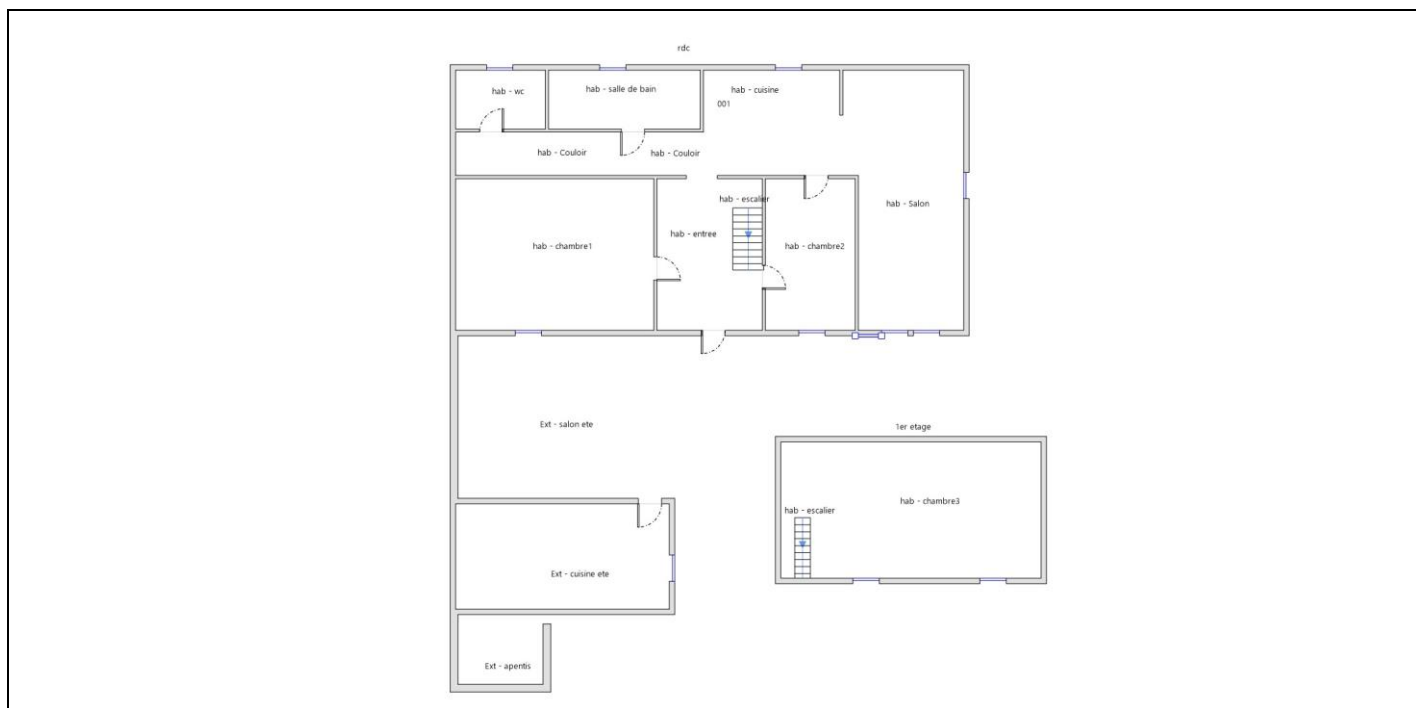 rdc
hab - wc
hab - salle de bain
hab - cuisine
001
hab - Couloir
hab - Couloir
hab - escalier
hab - Salon
hab - entree
hab - chambre1
hab - chambre2
Ext - salon ete
1er etage
hab - chambre3
hab - escalier
Ext - cuisine ete
Ext - apentis